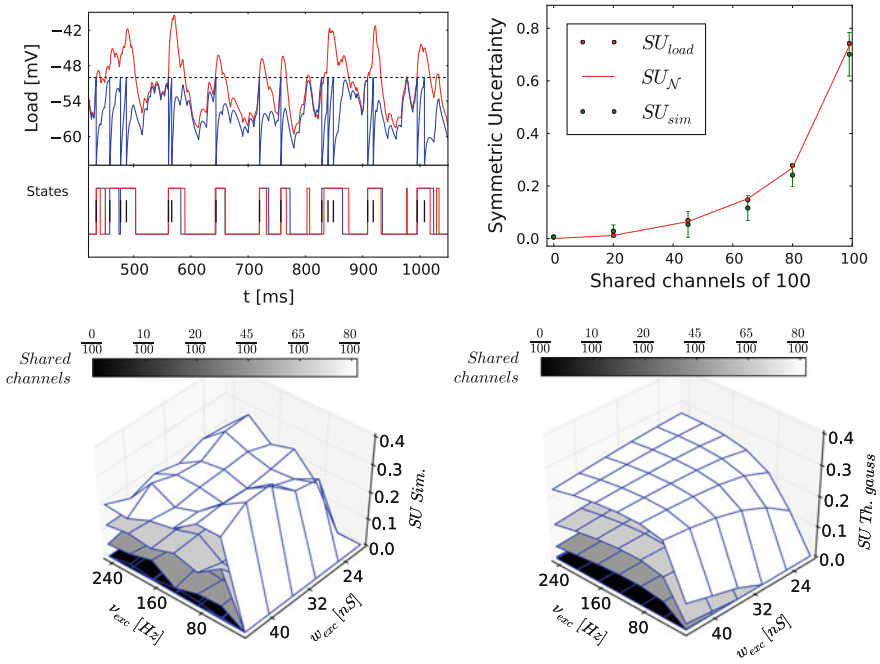 Load [mV]
−42
−48
−54
−60
States
500
600
700
800
900
1000
t [ms]
Symmetric Uncertainty
0.8
0.6
0.4
0.2
0.0
SU_load
SU_𝒩
SU_sim
0
20
40
60
80
100
Shared channels of 100
Shared channels
0/100 10/100 20/100 45/100 65/100 80/100
0.4
0.3
0.2
0.1
0.0
SU Sim.
240
160
80
ν_exc [Hz]
40
32
24
w_exc [nS]
Shared channels
0/100 10/100 20/100 45/100 65/100 80/100
0.4
0.3
0.2
0.1
0.0
SU Th. gauss
240
160
80
ν_exc [Hz]
40
32
24
w_exc [nS]